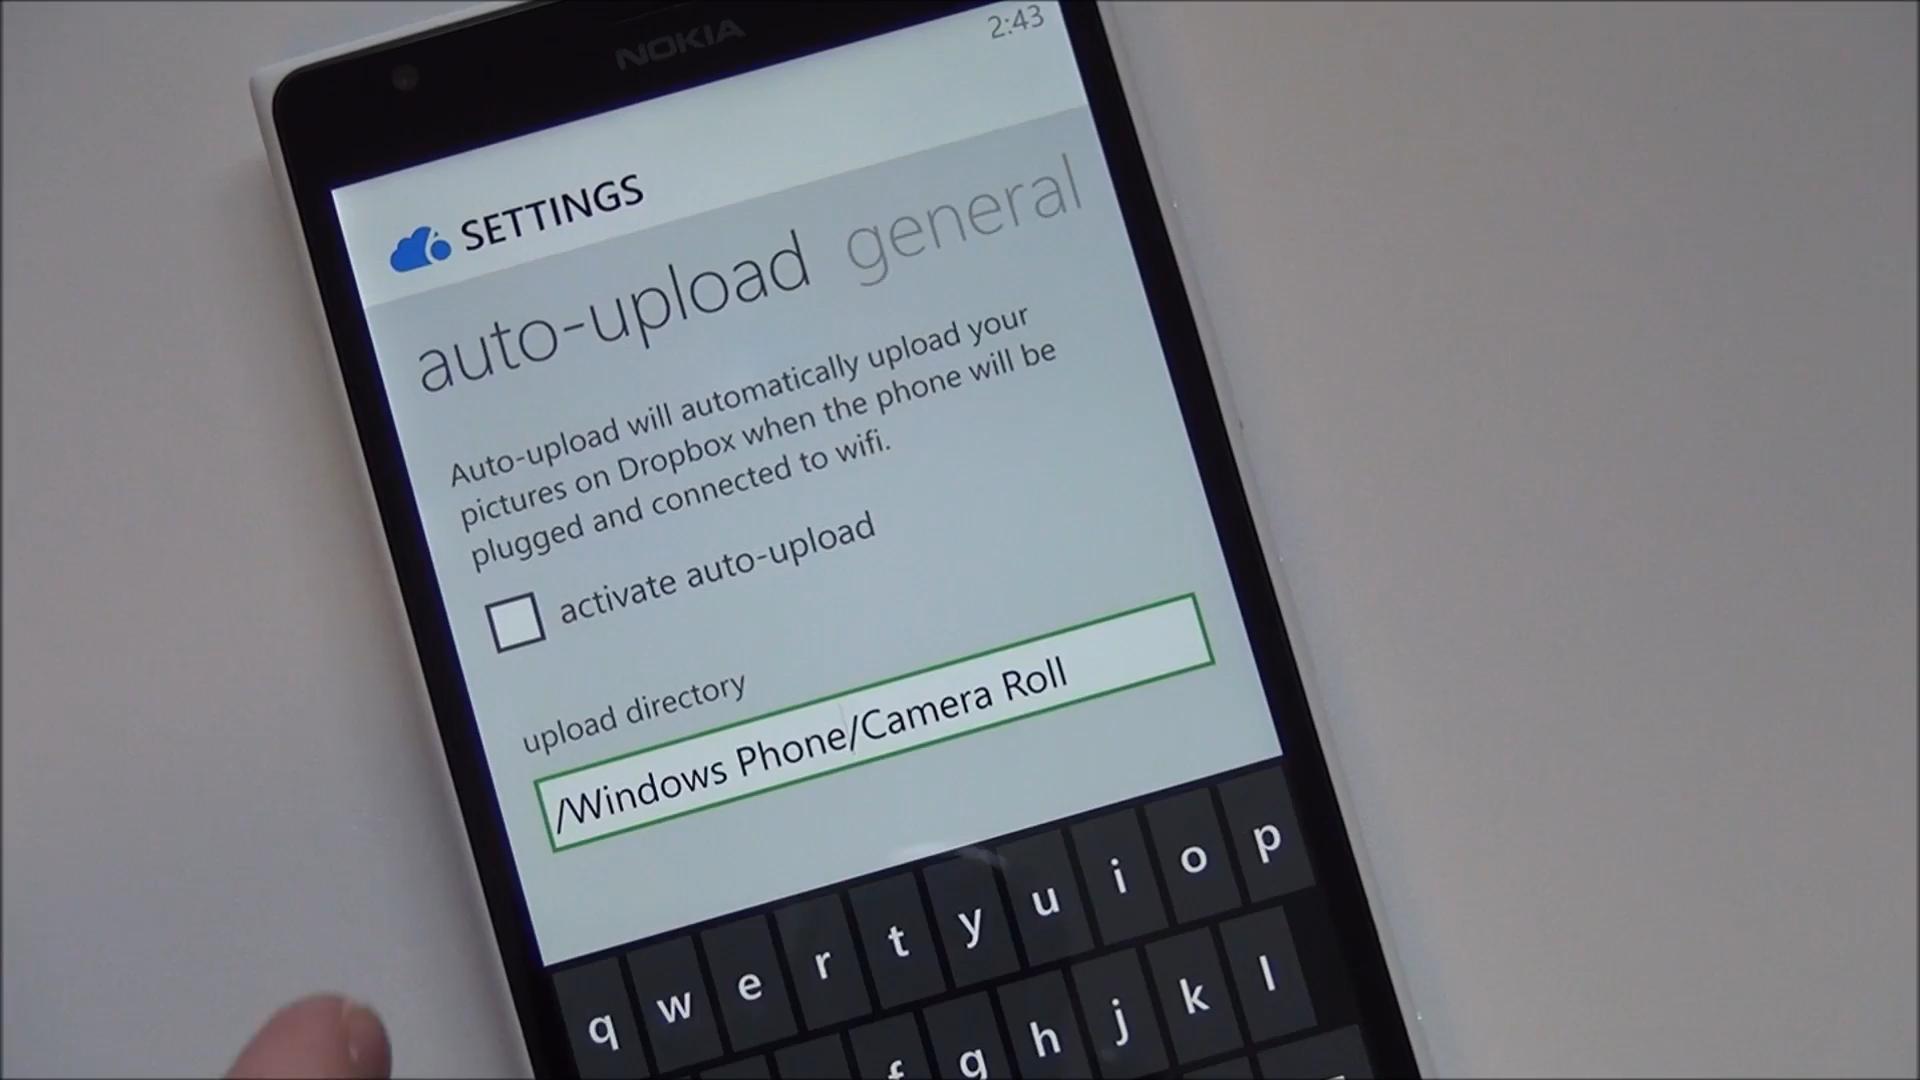 NOKIA
2:43
SETTINGS
auto-upload general
Auto-upload will automatically upload your
pictures on Dropbox when the phone will be
plugged and connected to wifi.
activate auto-upload
upload directory
/Windows Phone/Camera Roll
q w e r t y u i o p
f g h j k l